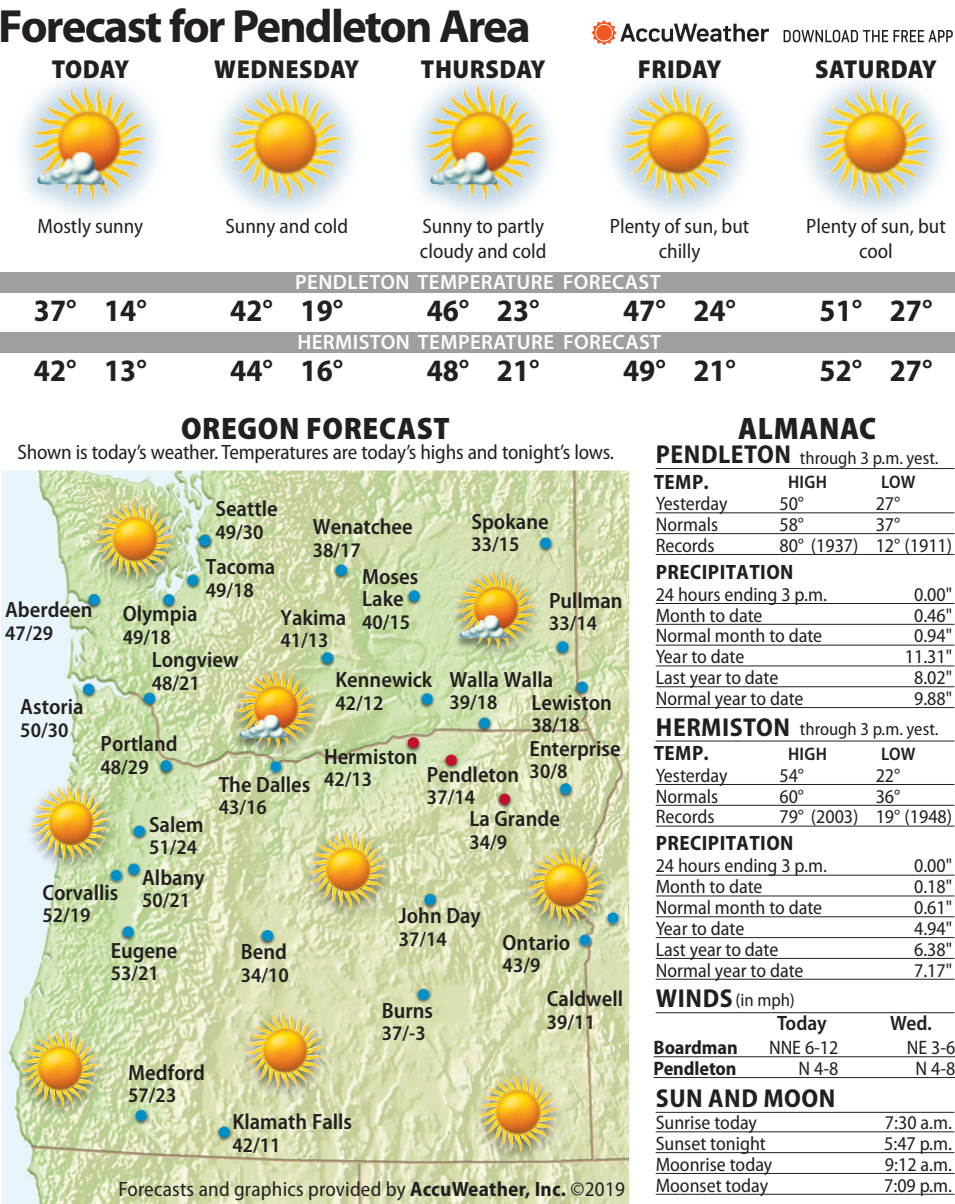 Forecast for Pendleton Area
AccuWeather DOWNLOAD THE FREE APP
TODAY WEDNESDAY THURSDAY FRIDAY SATURDAY
Mostly sunny Sunny and cold Sunny to partly Plenty of sun, but Plenty of sun, but
cloudy and cold chilly cool
PENDLETON TEMPERATURE FORECAST
37° 14° 42° 19° 46° 23° 47° 24° 51° 27°
HERMISTON TEMPERATURE FORECAST
42° 13° 44° 16° 48° 21° 49° 21° 52° 27°
OREGON FORECAST
Shown is today's weather. Temperatures are today's highs and tonight's lows.
Seattle
49/30
Wenatchee
38/17
Spokane
33/15
Tacoma
49/18
Moses
Lake
40/15
Aberdeen
47/29
Olympia
49/18
Yakima
41/13
Pullman
33/14
Longview
48/21
Kennewick
42/12
Walla Walla
39/18
Lewiston
38/18
Astoria
50/30
Portland
48/29
The Dalles
43/16
Hermiston
42/13
Pendleton
37/14
Enterprise
30/8
La Grande
34/9
Salem
51/24
Albany
50/21
Corvallis
52/19
John Day
37/14
Eugene
53/21
Bend
34/10
Ontario
43/9
Burns
37/-3
Caldwell
39/11
Medford
57/23
Klamath Falls
42/11
Forecasts and graphics provided by AccuWeather, Inc. ©2019
ALMANAC
PENDLETON through 3 p.m. yest.
TEMP. HIGH LOW
Yesterday 50° 27°
Normals 58° 37°
Records 80° (1937) 12° (1911)
PRECIPITATION
24 hours ending 3 p.m. 0.00"
Month to date 0.46"
Normal month to date 0.94"
Year to date 11.31"
Last year to date 8.02"
Normal year to date 9.88"
HERMISTON through 3 p.m. yest.
TEMP. HIGH LOW
Yesterday 54° 22°
Normals 60° 36°
Records 79° (2003) 19° (1948)
PRECIPITATION
24 hours ending 3 p.m. 0.00"
Month to date 0.18"
Normal month to date 0.61"
Year to date 4.94"
Last year to date 6.38"
Normal year to date 7.17"
WINDS (in mph)
Today Wed.
Boardman NNE 6-12 NE 3-6
Pendleton N 4-8 N 4-8
SUN AND MOON
Sunrise today 7:30 a.m.
Sunset tonight 5:47 p.m.
Moonrise today 9:12 a.m.
Moonset today 7:09 p.m.